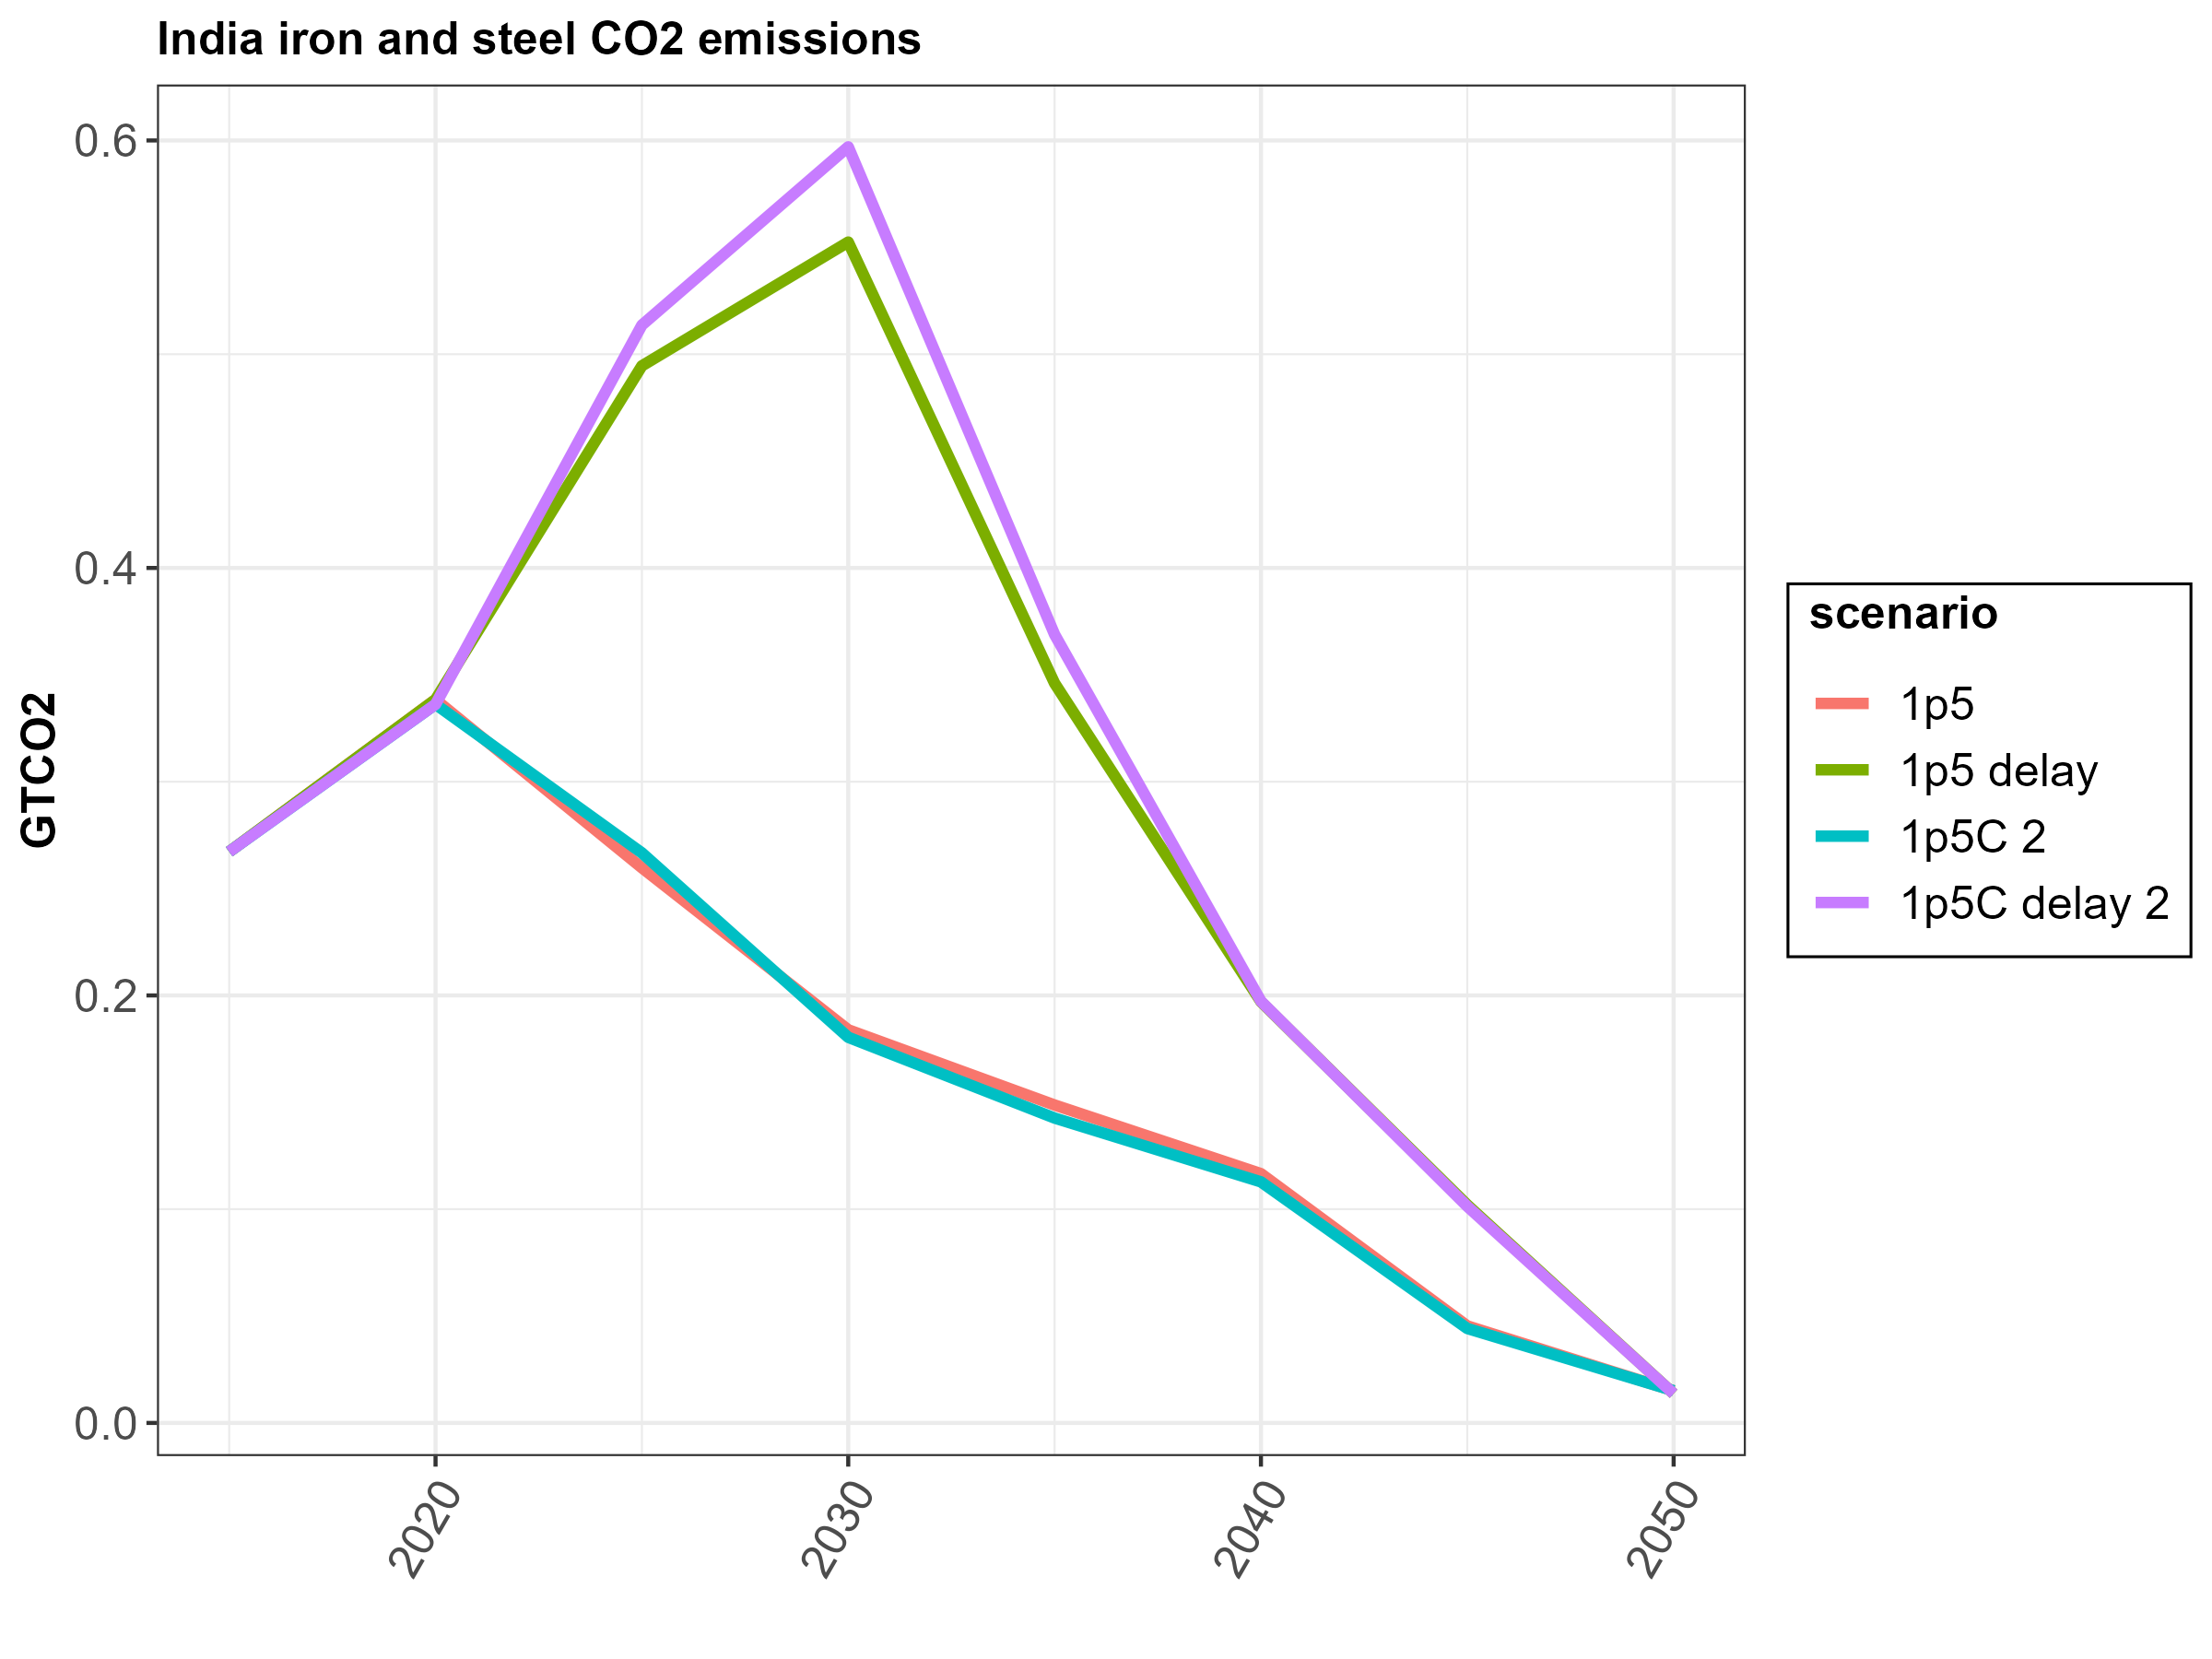 India iron and steel CO2 emissions
GTCO2
0.6
0.4
0.2
0.0
2020
2030
2040
2050
scenario
1p5
1p5 delay
1p5C 2
1p5C delay 2